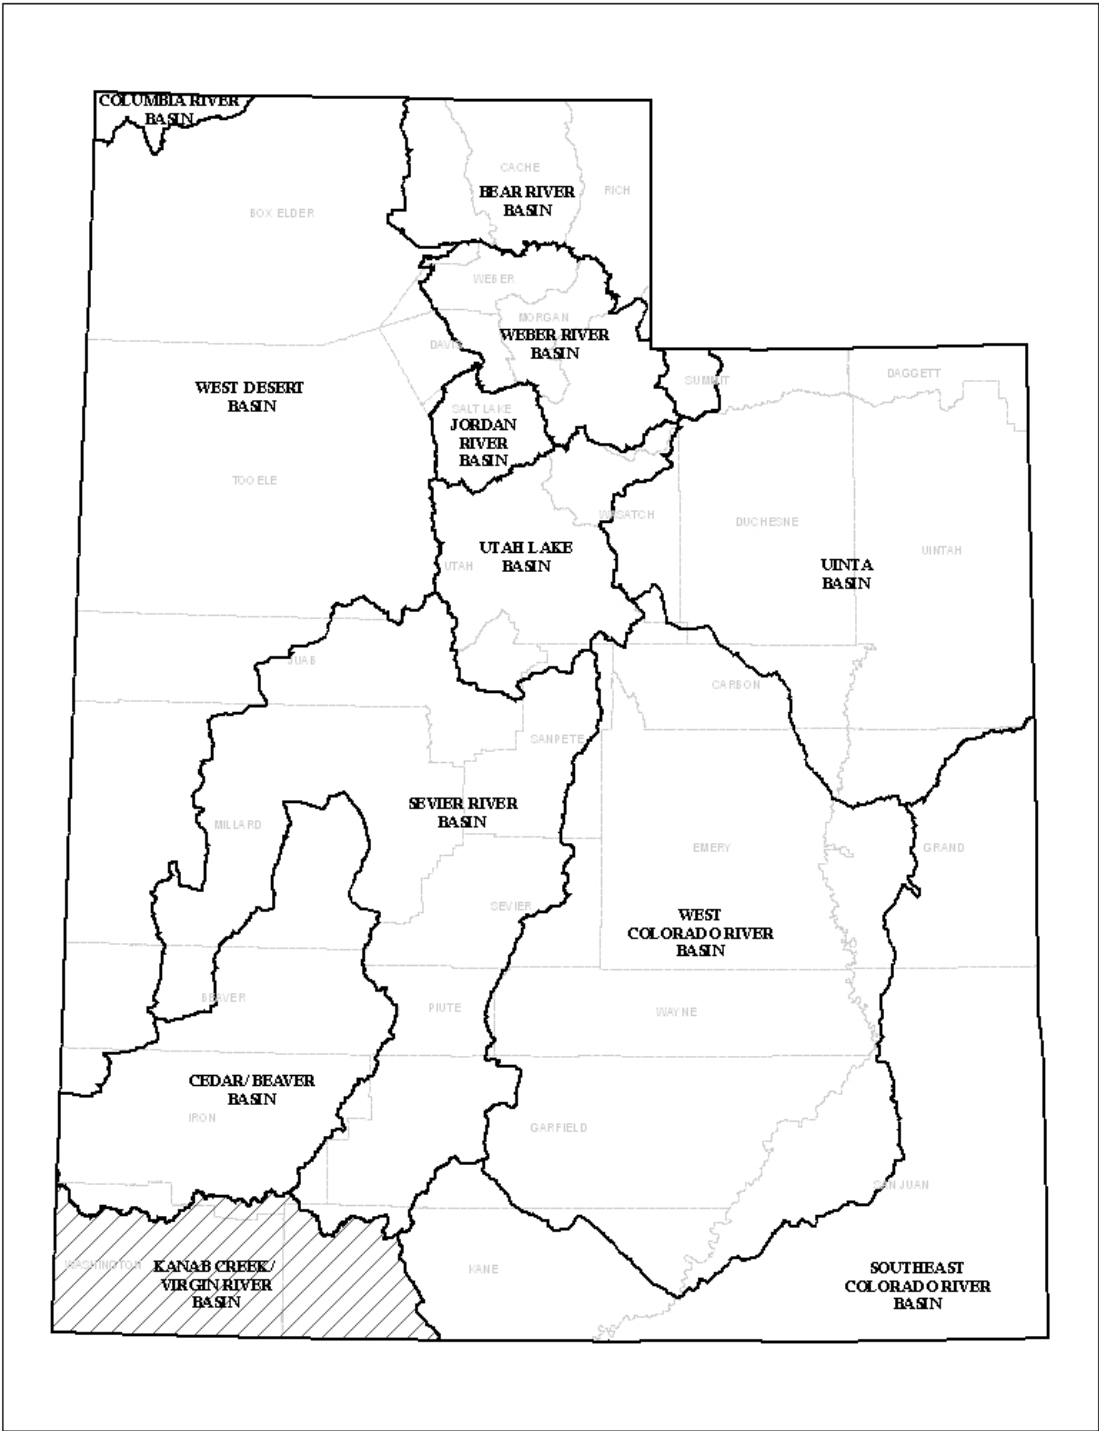 COLUMBIA RIVER
BASIN
CACHE
BEAR RIVER
BASIN
RICH
BOX ELDER
WEBER
MORGAN
WEBER RIVER
BASIN
DAVIS
SUMMIT
DAGGETT
WEST DESERT
BASIN
SALT LAKE
JORDAN
RIVER
BASIN
TOOELE
WASATCH
DUCHESNE
UINTAH
UTAH LAKE
BASIN
UTAH
UINTA
BASIN
JUAB
CARBON
SANPETE
SEVIER RIVER
BASIN
MILLARD
EMERY
GRAND
SEVIER
WEST
COLORADO RIVER
BASIN
BEAVER
PIUTE
WAYNE
CEDAR/BEAVER
BASIN
IRON
GARFIELD
SAN JUAN
WASHINGTON
KANAB CREEK/
VIRGIN RIVER
BASIN
KANE
SOUTHEAST
COLORADO RIVER
BASIN